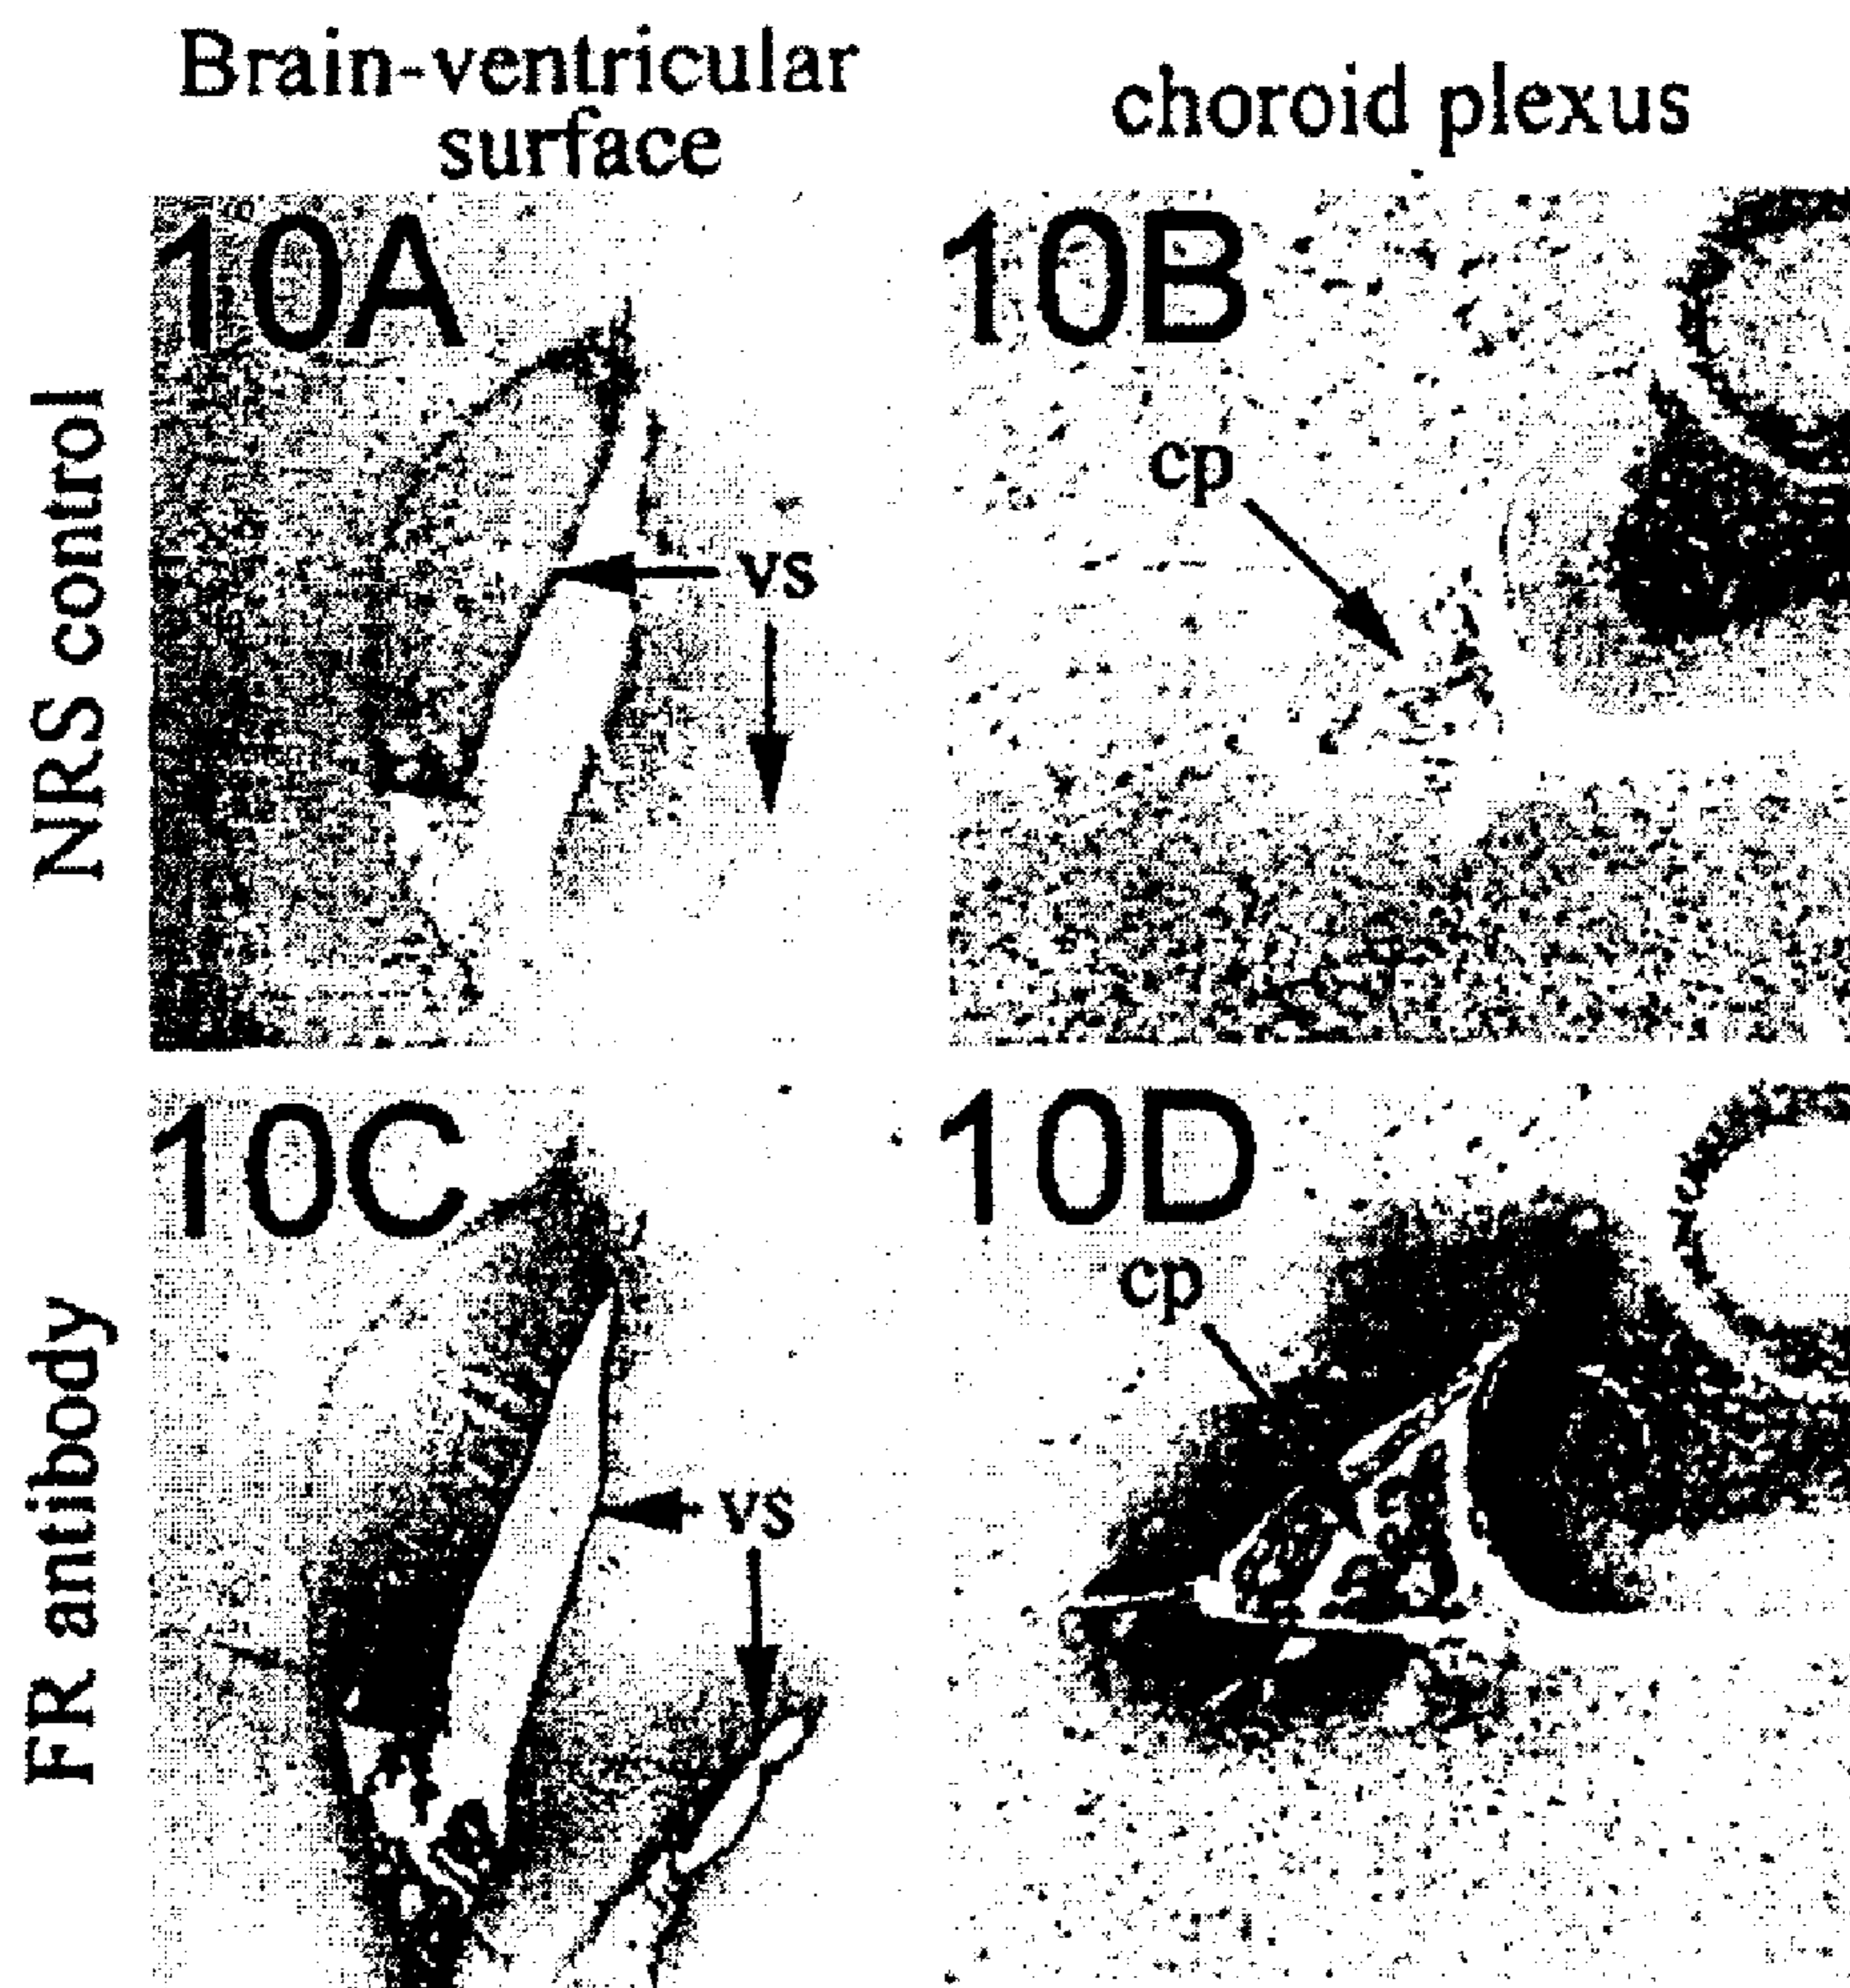 Brain-ventricular
surface
choroid plexus
NRS control
10A
vs
10B
cp
FR antibody
10C
vs
10D
cp